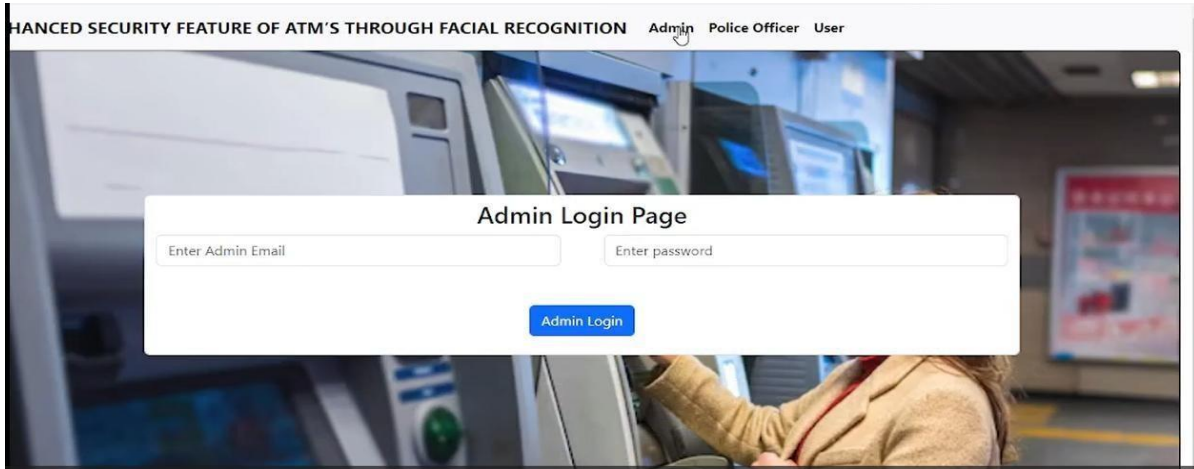 HANCED SECURITY FEATURE OF ATM'S THROUGH FACIAL RECOGNITION Admin Police Officer User
Admin Login Page
Enter Admin Email Enter password
Admin Login